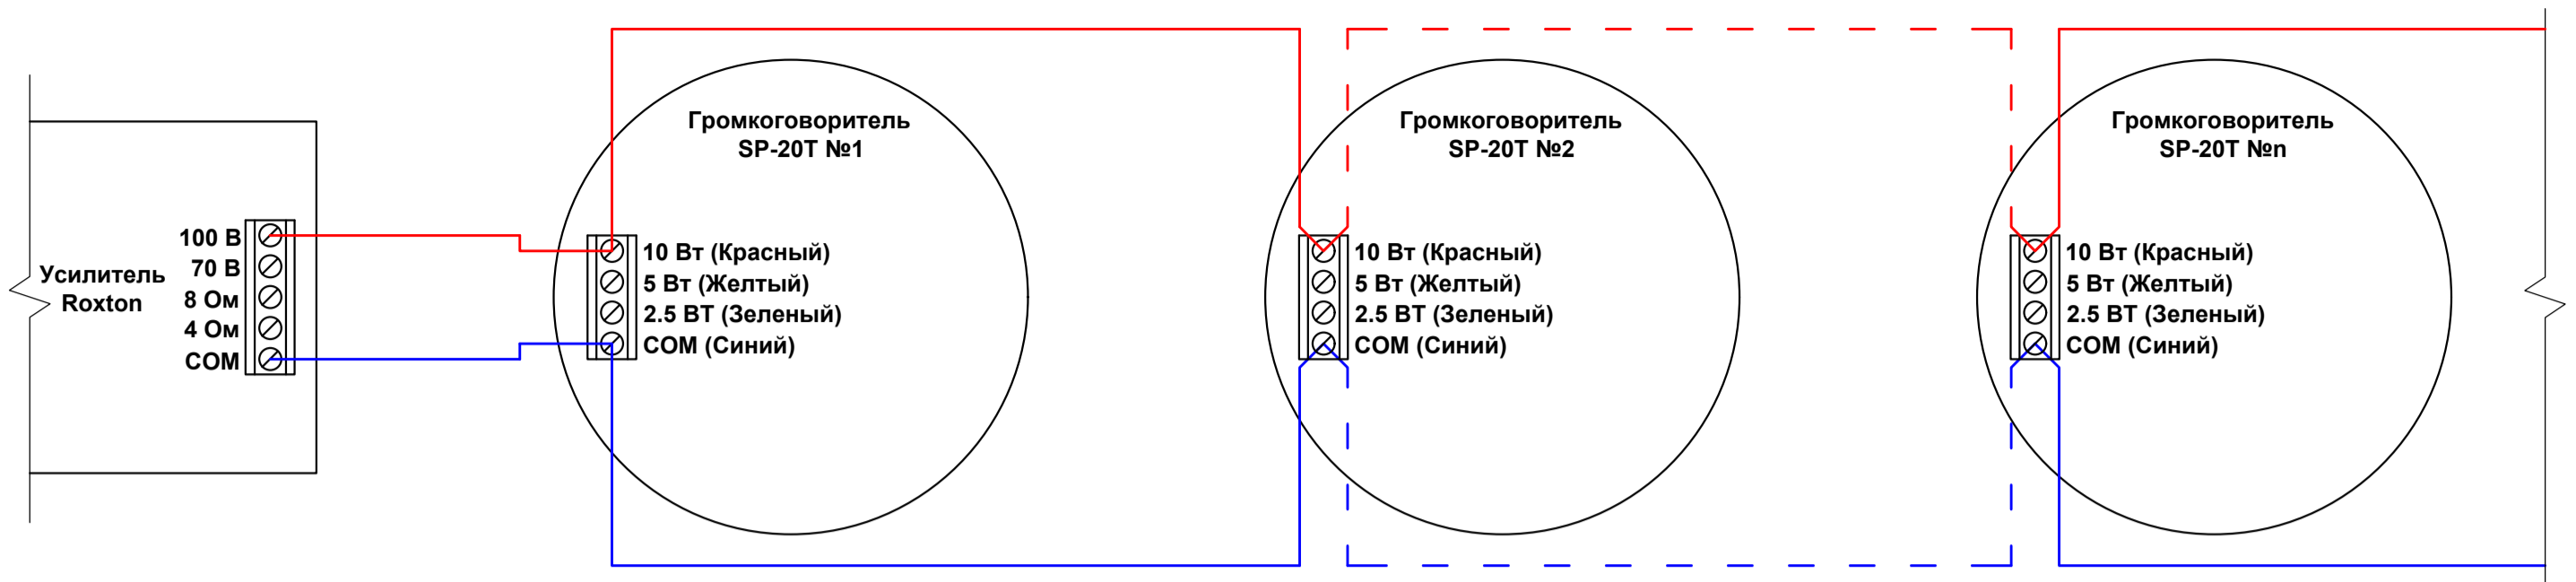 Усилитель
Roxton
100 В
70 В
8 Ом
4 Ом
COM
Громкоговоритель
SP-20T №1
10 Вт (Красный)
5 Вт (Желтый)
2.5 ВТ (Зеленый)
COM (Синий)
Громкоговоритель
SP-20T №2
10 Вт (Красный)
5 Вт (Желтый)
2.5 ВТ (Зеленый)
COM (Синий)
Громкоговоритель
SP-20T №n
10 Вт (Красный)
5 Вт (Желтый)
2.5 ВТ (Зеленый)
COM (Синий)